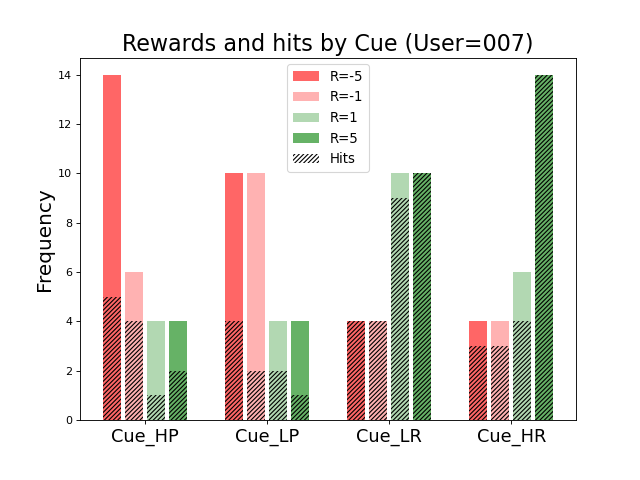 Rewards and hits by Cue (User=007)
R=-5
R=-1
R=1
R=5
Hits
Frequency
14
12
10
8
6
4
2
0
Cue_HP
Cue_LP
Cue_LR
Cue_HR